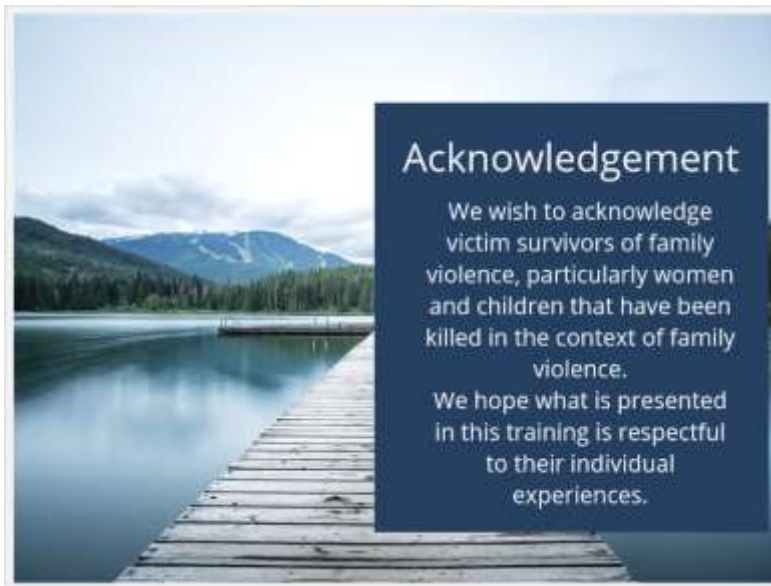 Acknowledgement
We wish to acknowledge
victim survivors of family
violence, particularly women
and children that have been
killed in the context of family
violence.
We hope what is presented
in this training is respectful
to their individual
experiences.